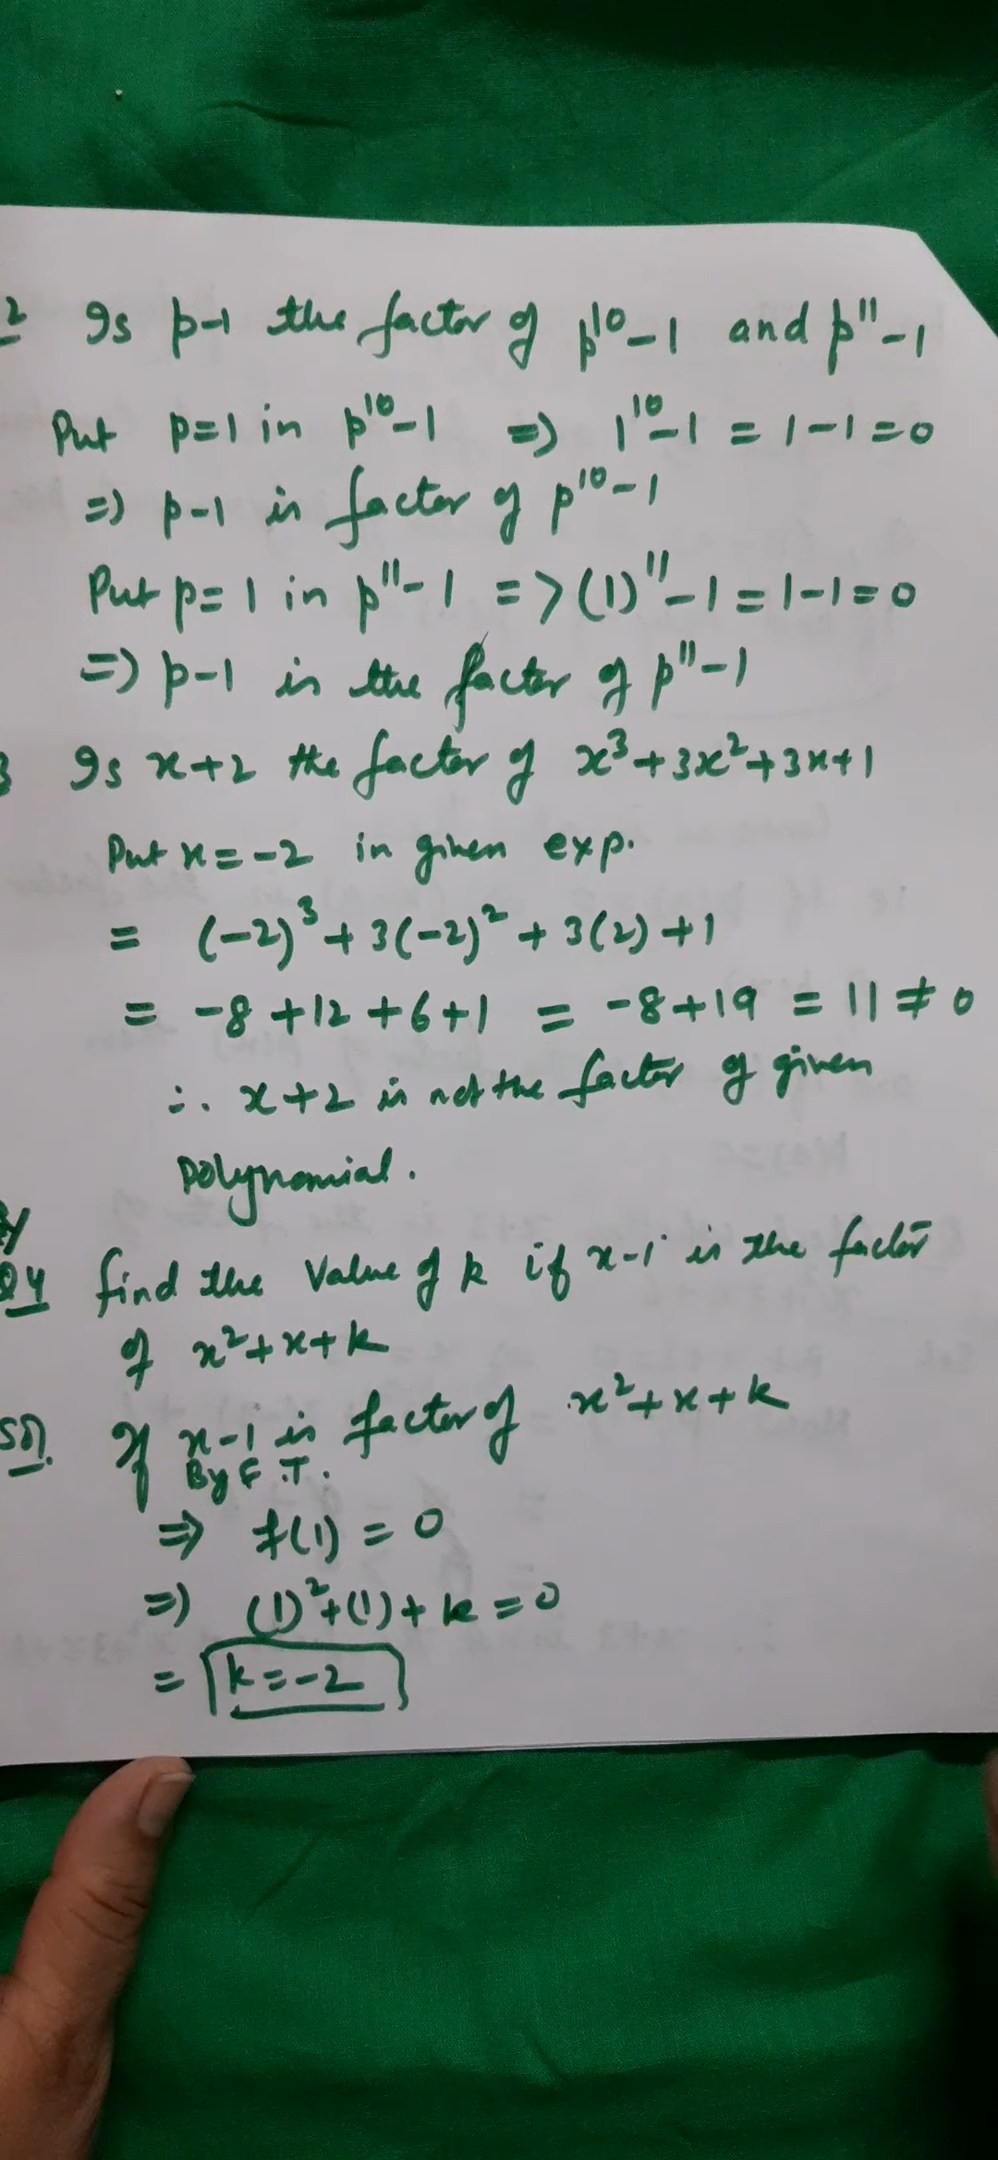 2 Is p-1 the factor of p¹⁰-1 and p¹¹-1
Put p=1 in p¹⁰-1 => 1¹⁰-1 = 1-1=0
=> p-1 is factor of p¹⁰-1
Put p=1 in p¹¹-1 => (1)¹¹-1=1-1=0
=> p-1 is the factor of p¹¹-1
3 Is x+2 the factor of x³+3x²+3x+1
Put x=-2 in given exp.
= (-2)³+3(-2)²+3(2)+1
= -8+12+6+1 = -8+19 = 11≠0
∴ x+2 is not the factor of given
Polynomial.
Q4 find the Value of k if x-1 is the factor
of x²+x+k
Sol. If x-1 is factor of x²+x+k
By F.T.
=> f(1) = 0
=> (1)²+(1)+k=0
= k=-2